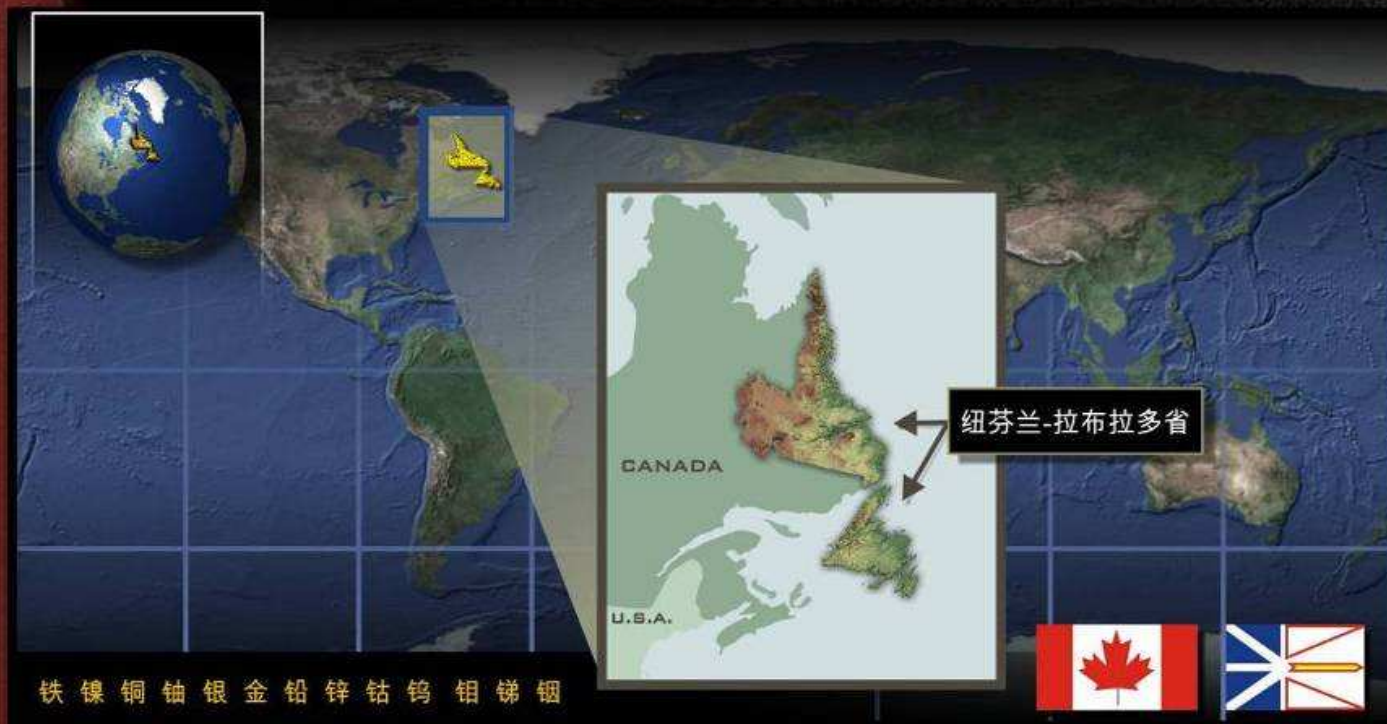 纽芬兰-拉布拉多省
CANADA
U.S.A.
铁 镍 铜 铀 银 金 铅 锌 钴 钨 钼 锑 铟